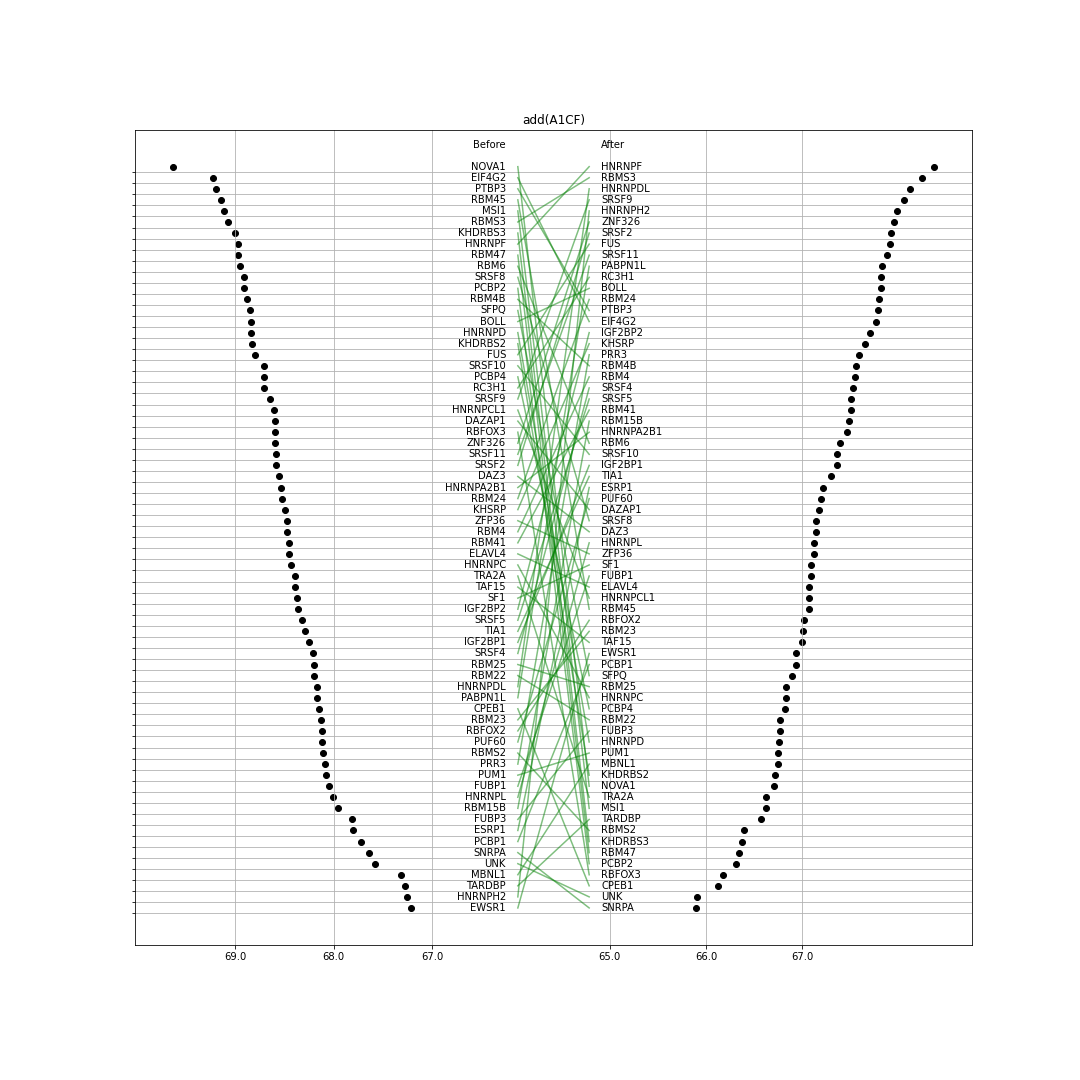 add(A1CF)
Before After
NOVA1 HNRNPF
EIF4G2 RBMS3
PTBP3 HNRNPDL
RBM45 SRSF9
MSI1 HNRNPH2
RBMS3 ZNF326
KHDRBS3 SRSF2
HNRNPF FUS
RBM47 SRSF11
RBM6 PABPN1L
SRSF8 RC3H1
PCBP2 BOLL
RBM4B RBM24
SFPQ PTBP3
BOLL EIF4G2
HNRNPD IGF2BP2
KHDRBS2 KHSRP
FUS PRR3
SRSF10 RBM4B
PCBP4 RBM4
RC3H1 SRSF4
SRSF9 SRSF5
HNRNPCL1 RBM41
DAZAP1 RBM15B
RBFOX3 HNRNPA2B1
ZNF326 RBM6
SRSF11 SRSF10
SRSF2 IGF2BP1
DAZ3 TIA1
HNRNPA2B1 ESRP1
RBM24 PUF60
KHSRP DAZAP1
ZFP36 SRSF8
RBM4 DAZ3
RBM41 HNRNPL
ELAVL4 ZFP36
HNRNPC SF1
TRA2A FUBP1
TAF15 ELAVL4
SF1 HNRNPCL1
IGF2BP2 RBM45
SRSF5 RBFOX2
TIA1 RBM23
IGF2BP1 TAF15
SRSF4 EWSR1
RBM25 PCBP1
RBM22 SFPQ
HNRNPDL RBM25
PABPN1L HNRNPC
CPEB1 PCBP4
RBM23 RBM22
RBFOX2 FUBP3
PUF60 HNRNPD
RBMS2 PUM1
PRR3 MBNL1
PUM1 KHDRBS2
FUBP1 NOVA1
HNRNPL TRA2A
RBM15B MSI1
FUBP3 TARDBP
ESRP1 RBMS2
PCBP1 KHDRBS3
SNRPA RBM47
UNK PCBP2
MBNL1 RBFOX3
TARDBP CPEB1
HNRNPH2 UNK
EWSR1 SNRPA
69.0 68.0 67.0 65.0 66.0 67.0